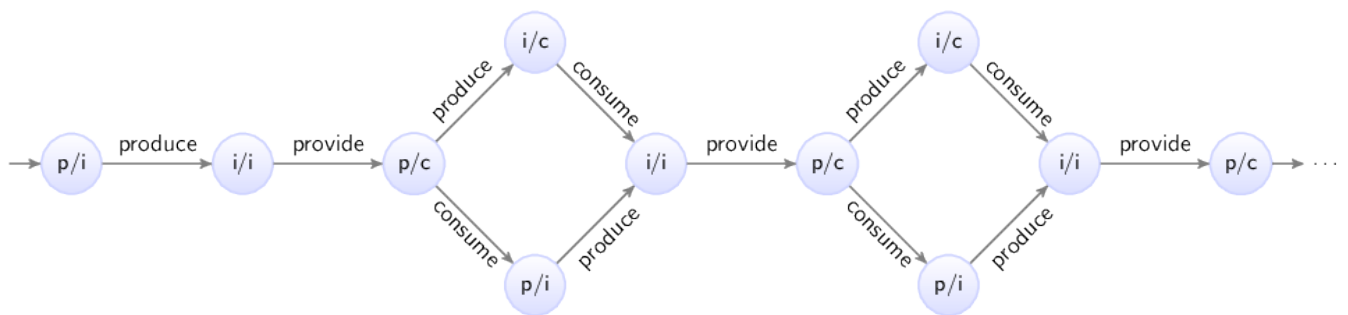 i/c
i/c
produce
consume
produce
consume
p/i
produce
i/i
provide
p/c
i/i
provide
p/c
i/i
provide
p/c
...
consume
produce
consume
produce
p/i
p/i